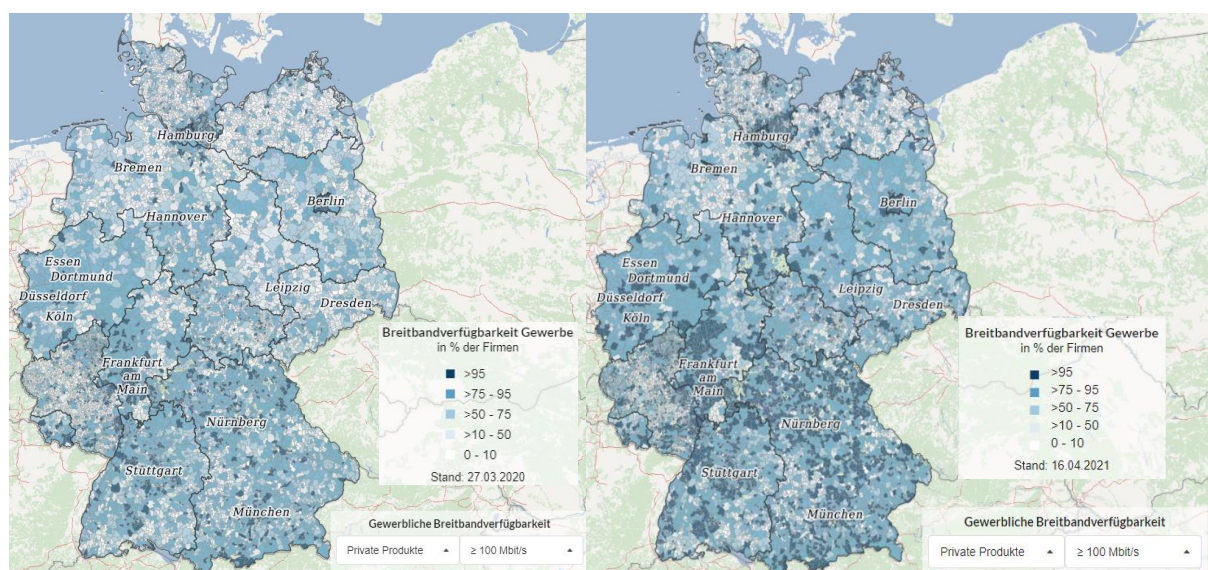 Hamburg
Bremen
Berlin
Hannover
Essen
Dortmund
Düsseldorf
Köln
Leipzig
Dresden
Frankfurt
am
Main
Nürnberg
Stuttgart
München
Breitbandverfügbarkeit Gewerbe
in % der Firmen
>95
>75 - 95
>50 - 75
>10 - 50
0 - 10
Stand: 27.03.2020
Gewerbliche Breitbandverfügbarkeit
Private Produkte
≥ 100 Mbit/s
Hamburg
Bremen
Berlin
Hannover
Essen
Dortmund
Düsseldorf
Köln
Leipzig
Dresden
Frankfurt
am
Main
Nürnberg
Stuttgart
München
Breitbandverfügbarkeit Gewerbe
in % der Firmen
>95
>75 - 95
>50 - 75
>10 - 50
0 - 10
Stand: 16.04.2021
Gewerbliche Breitbandverfügbarkeit
Private Produkte
≥ 100 Mbit/s